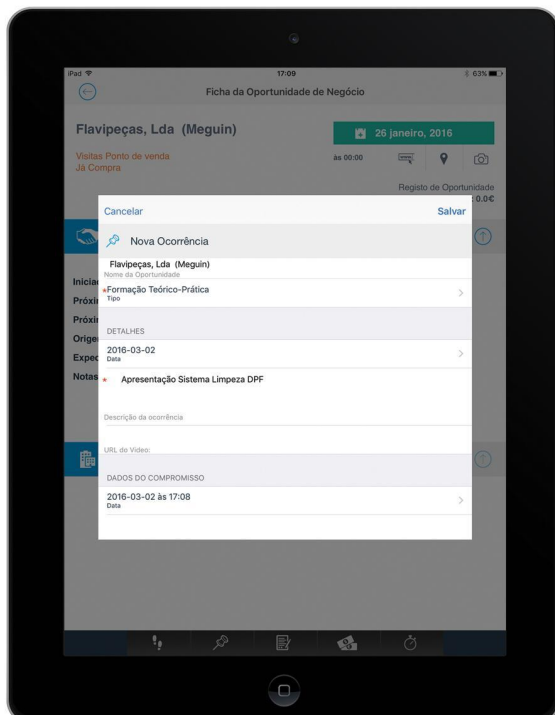 iPad 17:09 63%
Ficha da Oportunidade de Negócio
Flavipeças, Lda (Meguin)
26 janeiro, 2016
Visitas Ponto de venda
Já Compra
às 00:00
www
Registo de Oportunidade
0.0€
Cancelar Salvar
Nova Ocorrência
Flavipeças, Lda (Meguin)
Nome da Oportunidade
*Formação Teórico-Prática
Tipo
DETALHES
2016-03-02
Data
* Apresentação Sistema Limpeza DPF
Descrição da ocorrência
URL do Video:
DADOS DO COMPROMISSO
2016-03-02 às 17:08
Data
Inicia
Próxi
Próxi
Orige
Expec
Notas